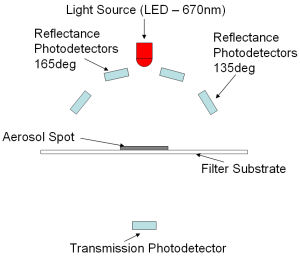 Light Source (LED – 670nm)
Reflectance
Photodetectors
165deg
Reflectance
Photodetectors
135deg
Aerosol Spot
Filter Substrate
Transmission Photodetector